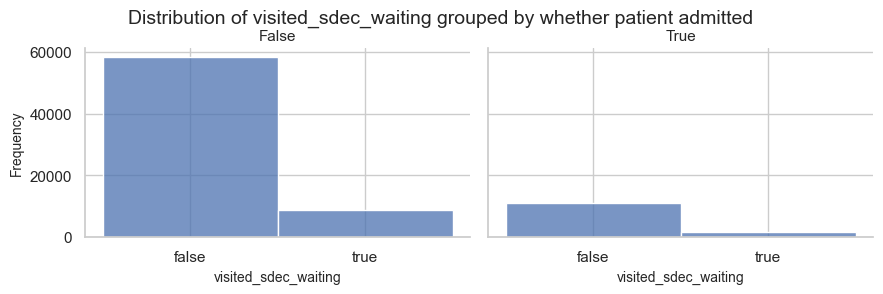 Distribution of visited_sdec_waiting grouped by whether patient admitted
False
True
60000
40000
20000
0
Frequency
false
true
false
true
visited_sdec_waiting
visited_sdec_waiting